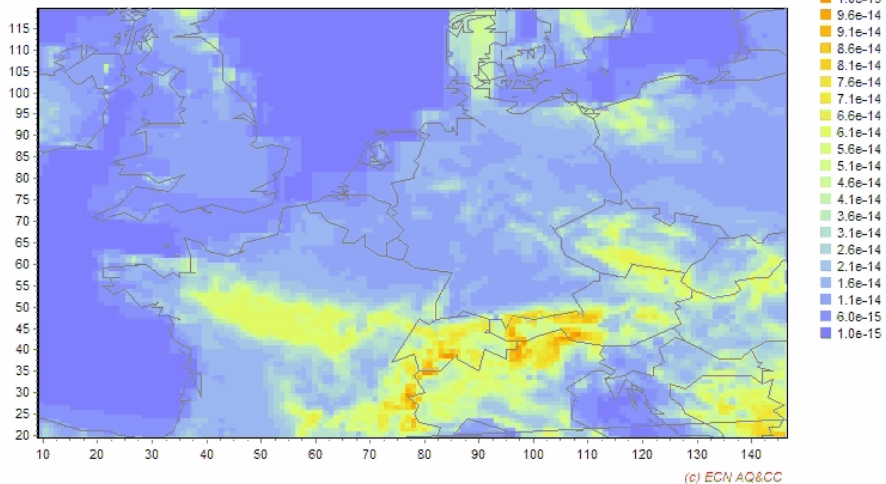 9.6e-14
9.1e-14
8.6e-14
8.1e-14
7.6e-14
7.1e-14
6.6e-14
6.1e-14
5.6e-14
5.1e-14
4.6e-14
4.1e-14
3.6e-14
3.1e-14
2.6e-14
2.1e-14
1.6e-14
1.1e-14
6.0e-15
1.0e-15
115
110
105
100
95
90
85
80
75
70
65
60
55
50
45
40
35
30
25
20
10 20 30 40 50 60 70 80 90 100 110 120 130 140
(c) ECN AQ&CC